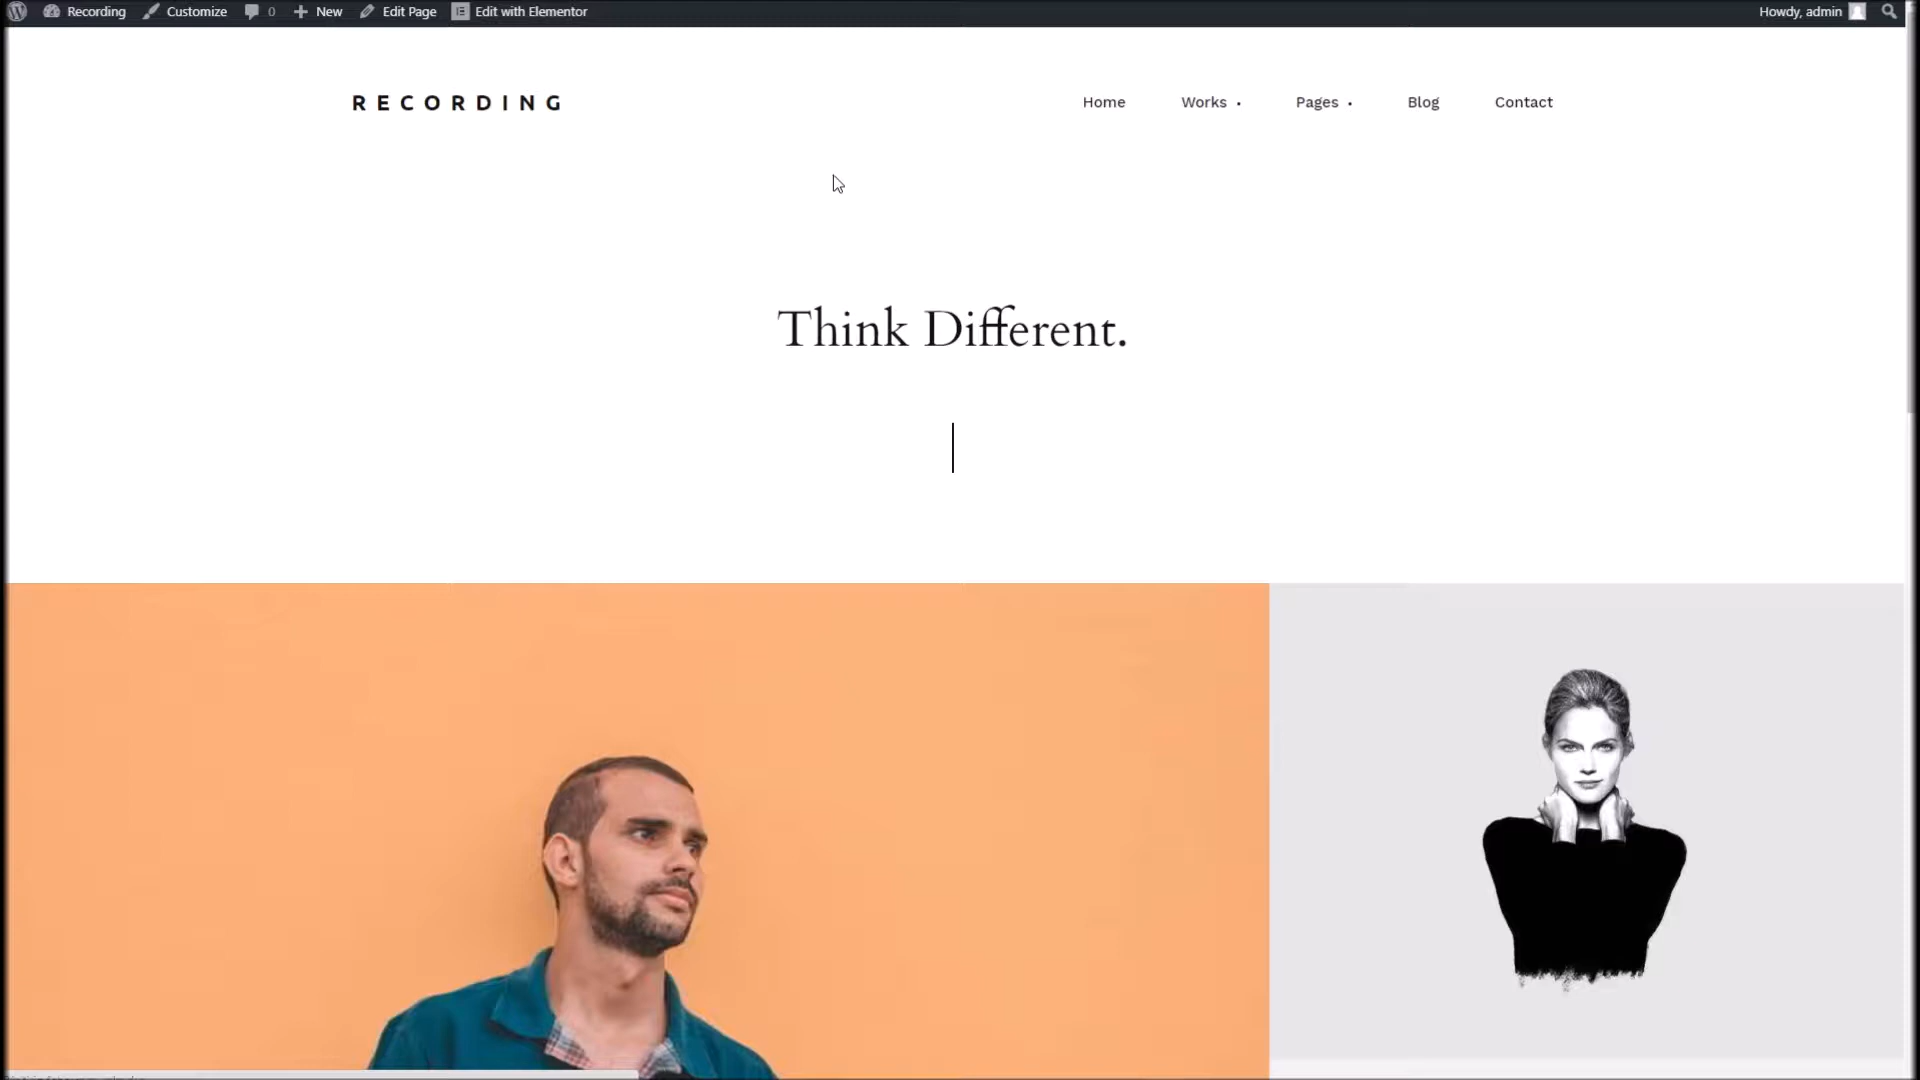 Recording Customize 0 New Edit Page Edit with Elementor Howdy, admin
RECORDING Home Works Pages Blog Contact
Think Different.